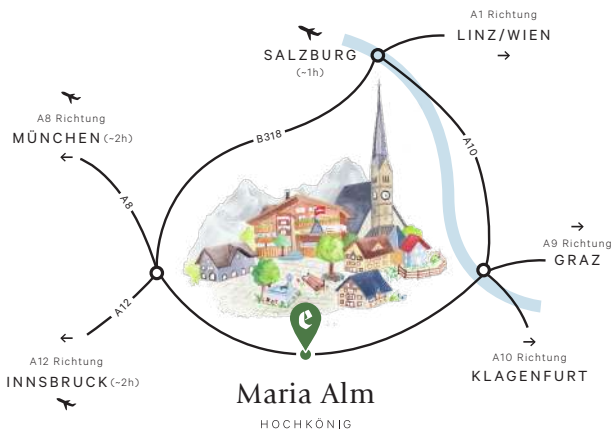 A1 Richtung
LINZ/WIEN
SALZBURG
(~1h)
A8 Richtung
MÜNCHEN (~2h)
B318
A10
A8
A9 Richtung
GRAZ
A12
e
A12 Richtung
INNSBRUCK (~2h)
A10 Richtung
KLAGENFURT
Maria Alm
HOCHKÖNIG